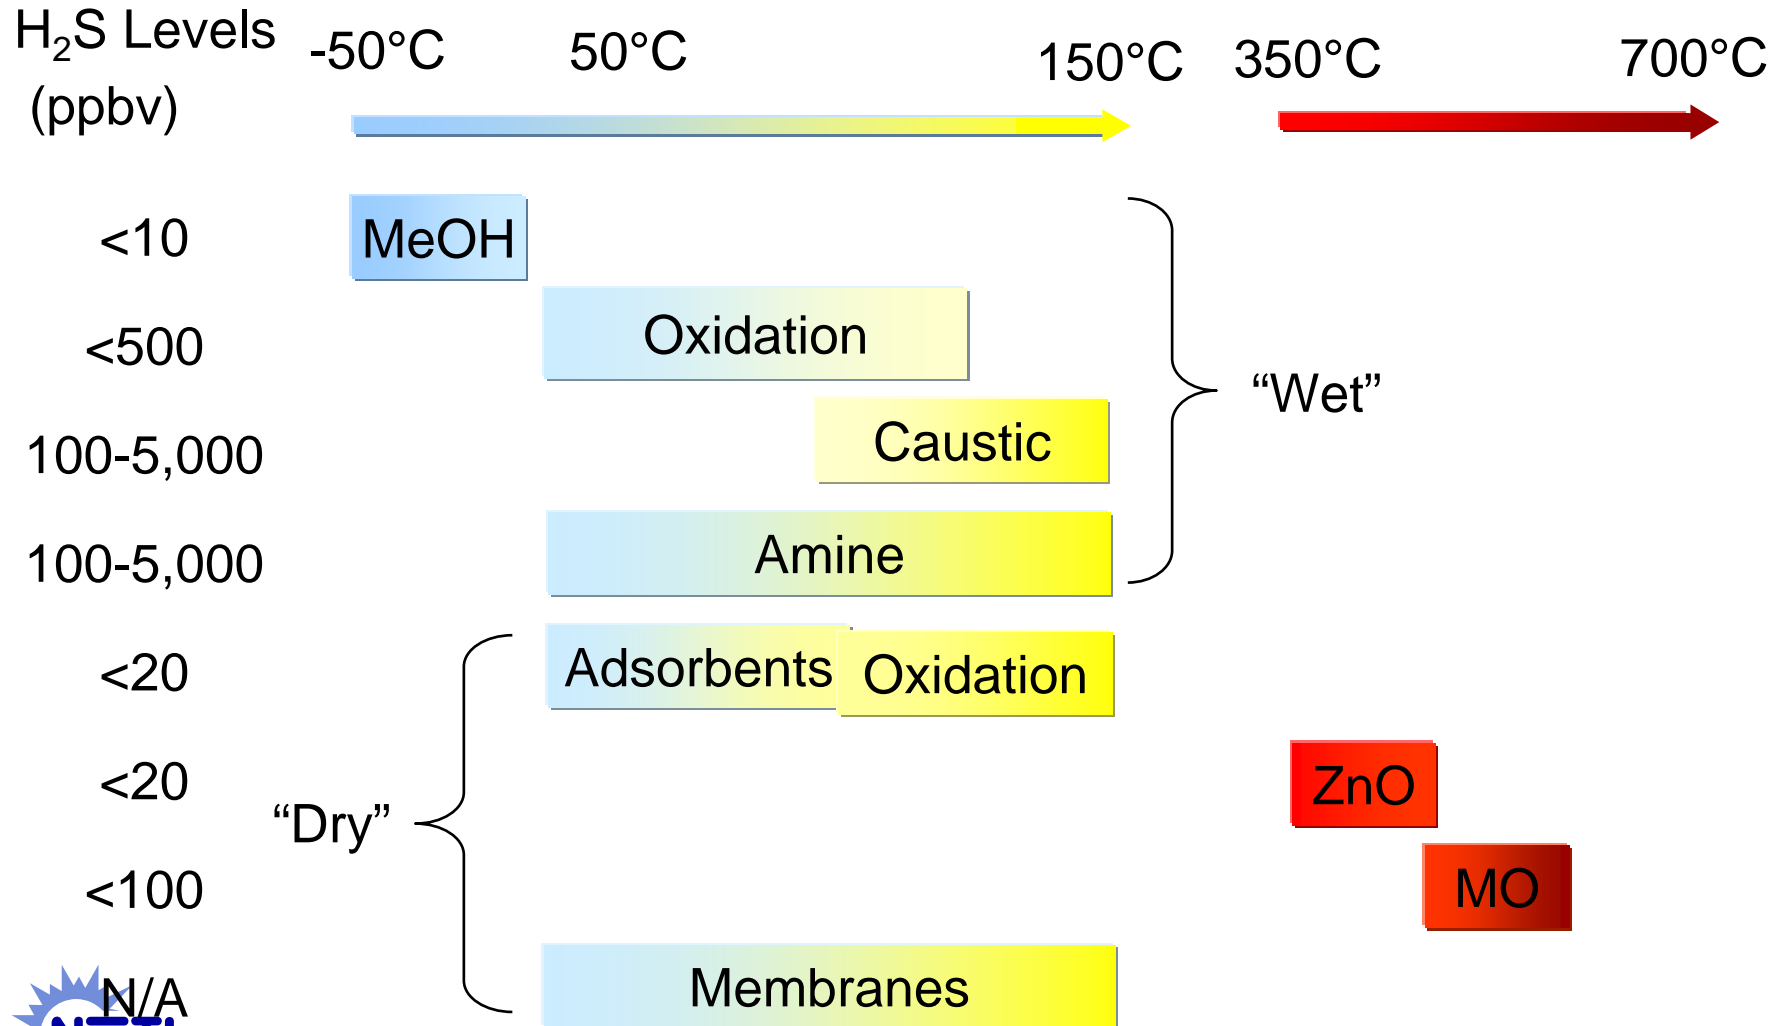 H₂S Levels -50°C 50°C 150°C 350°C 700°C
(ppbv)
<10 MeOH
<500 Oxidation
100-5,000 Caustic “Wet”
100-5,000 Amine
<20 Adsorbents Oxidation
<20 ZnO
“Dry”
<100 MO
N/A Membranes
NETL